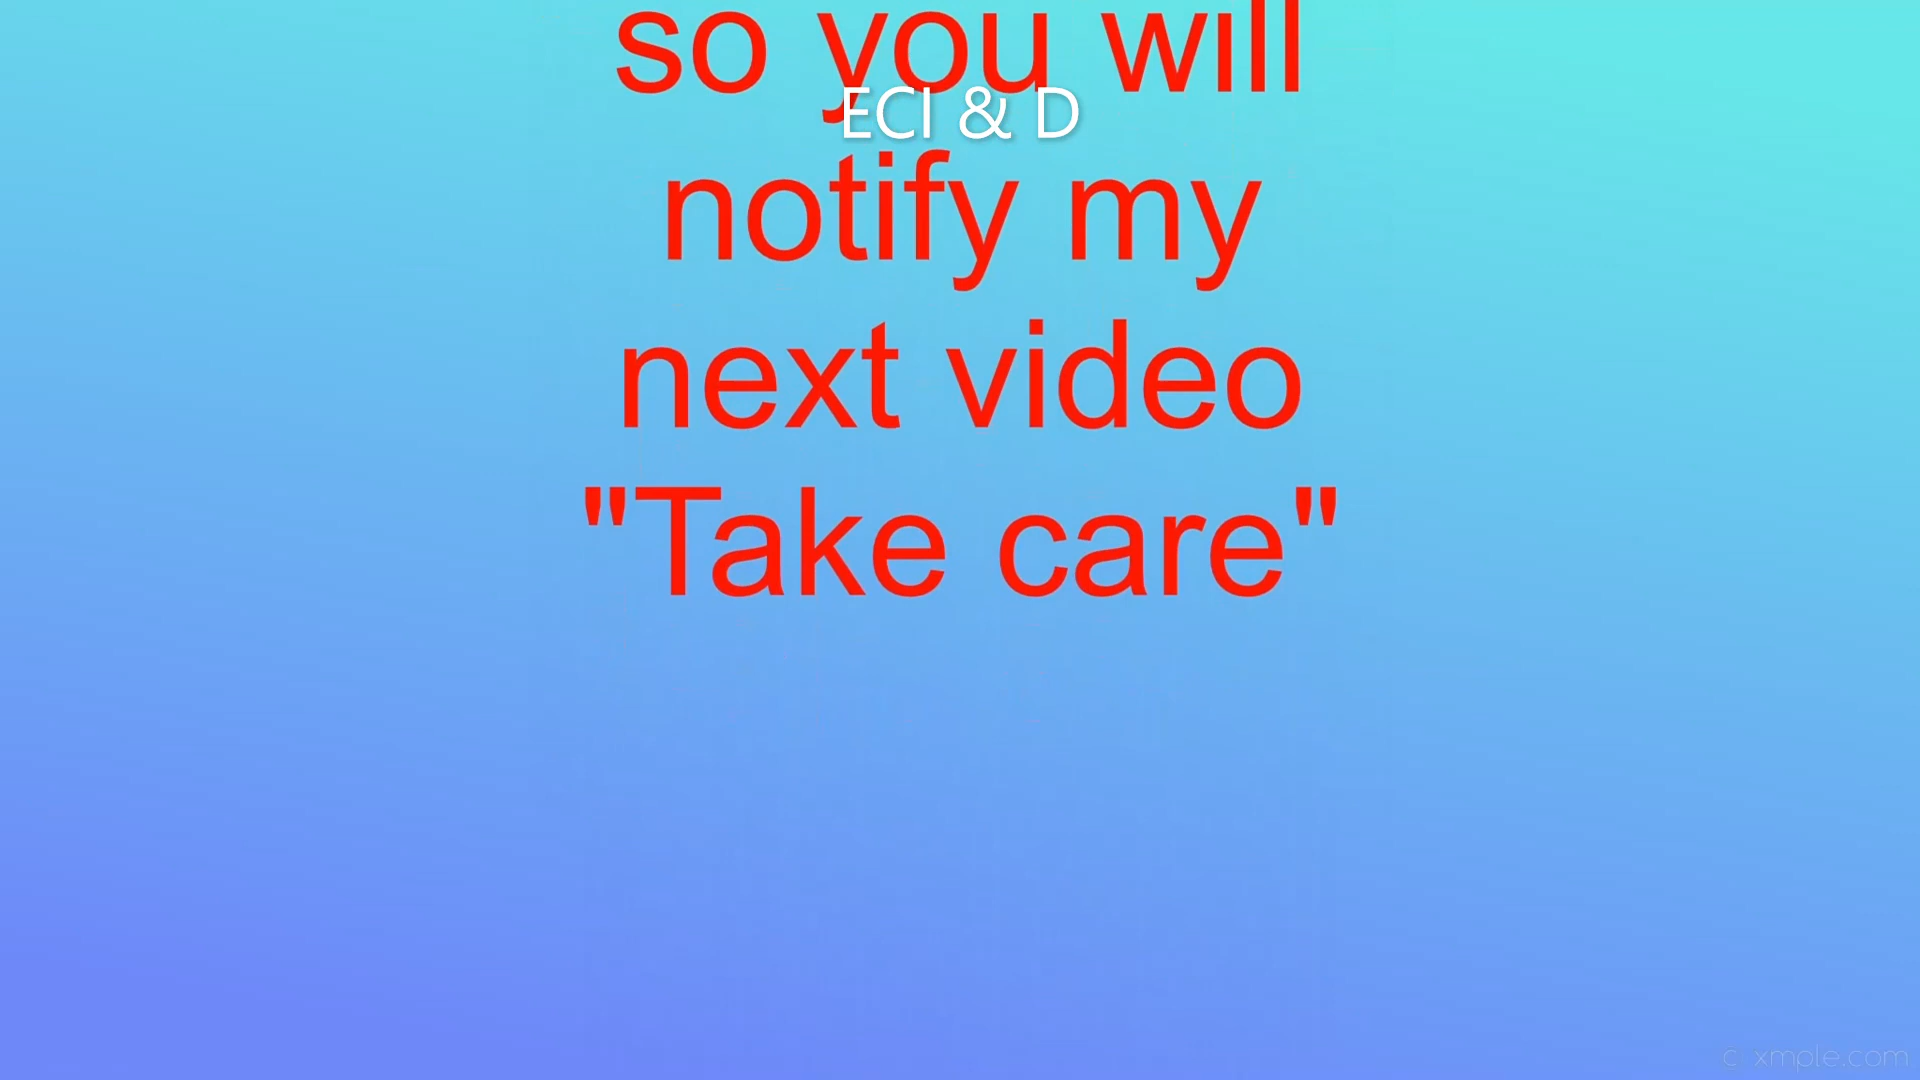 so you will
ECI & D
notify my
next video
"Take care"
c xmple.com